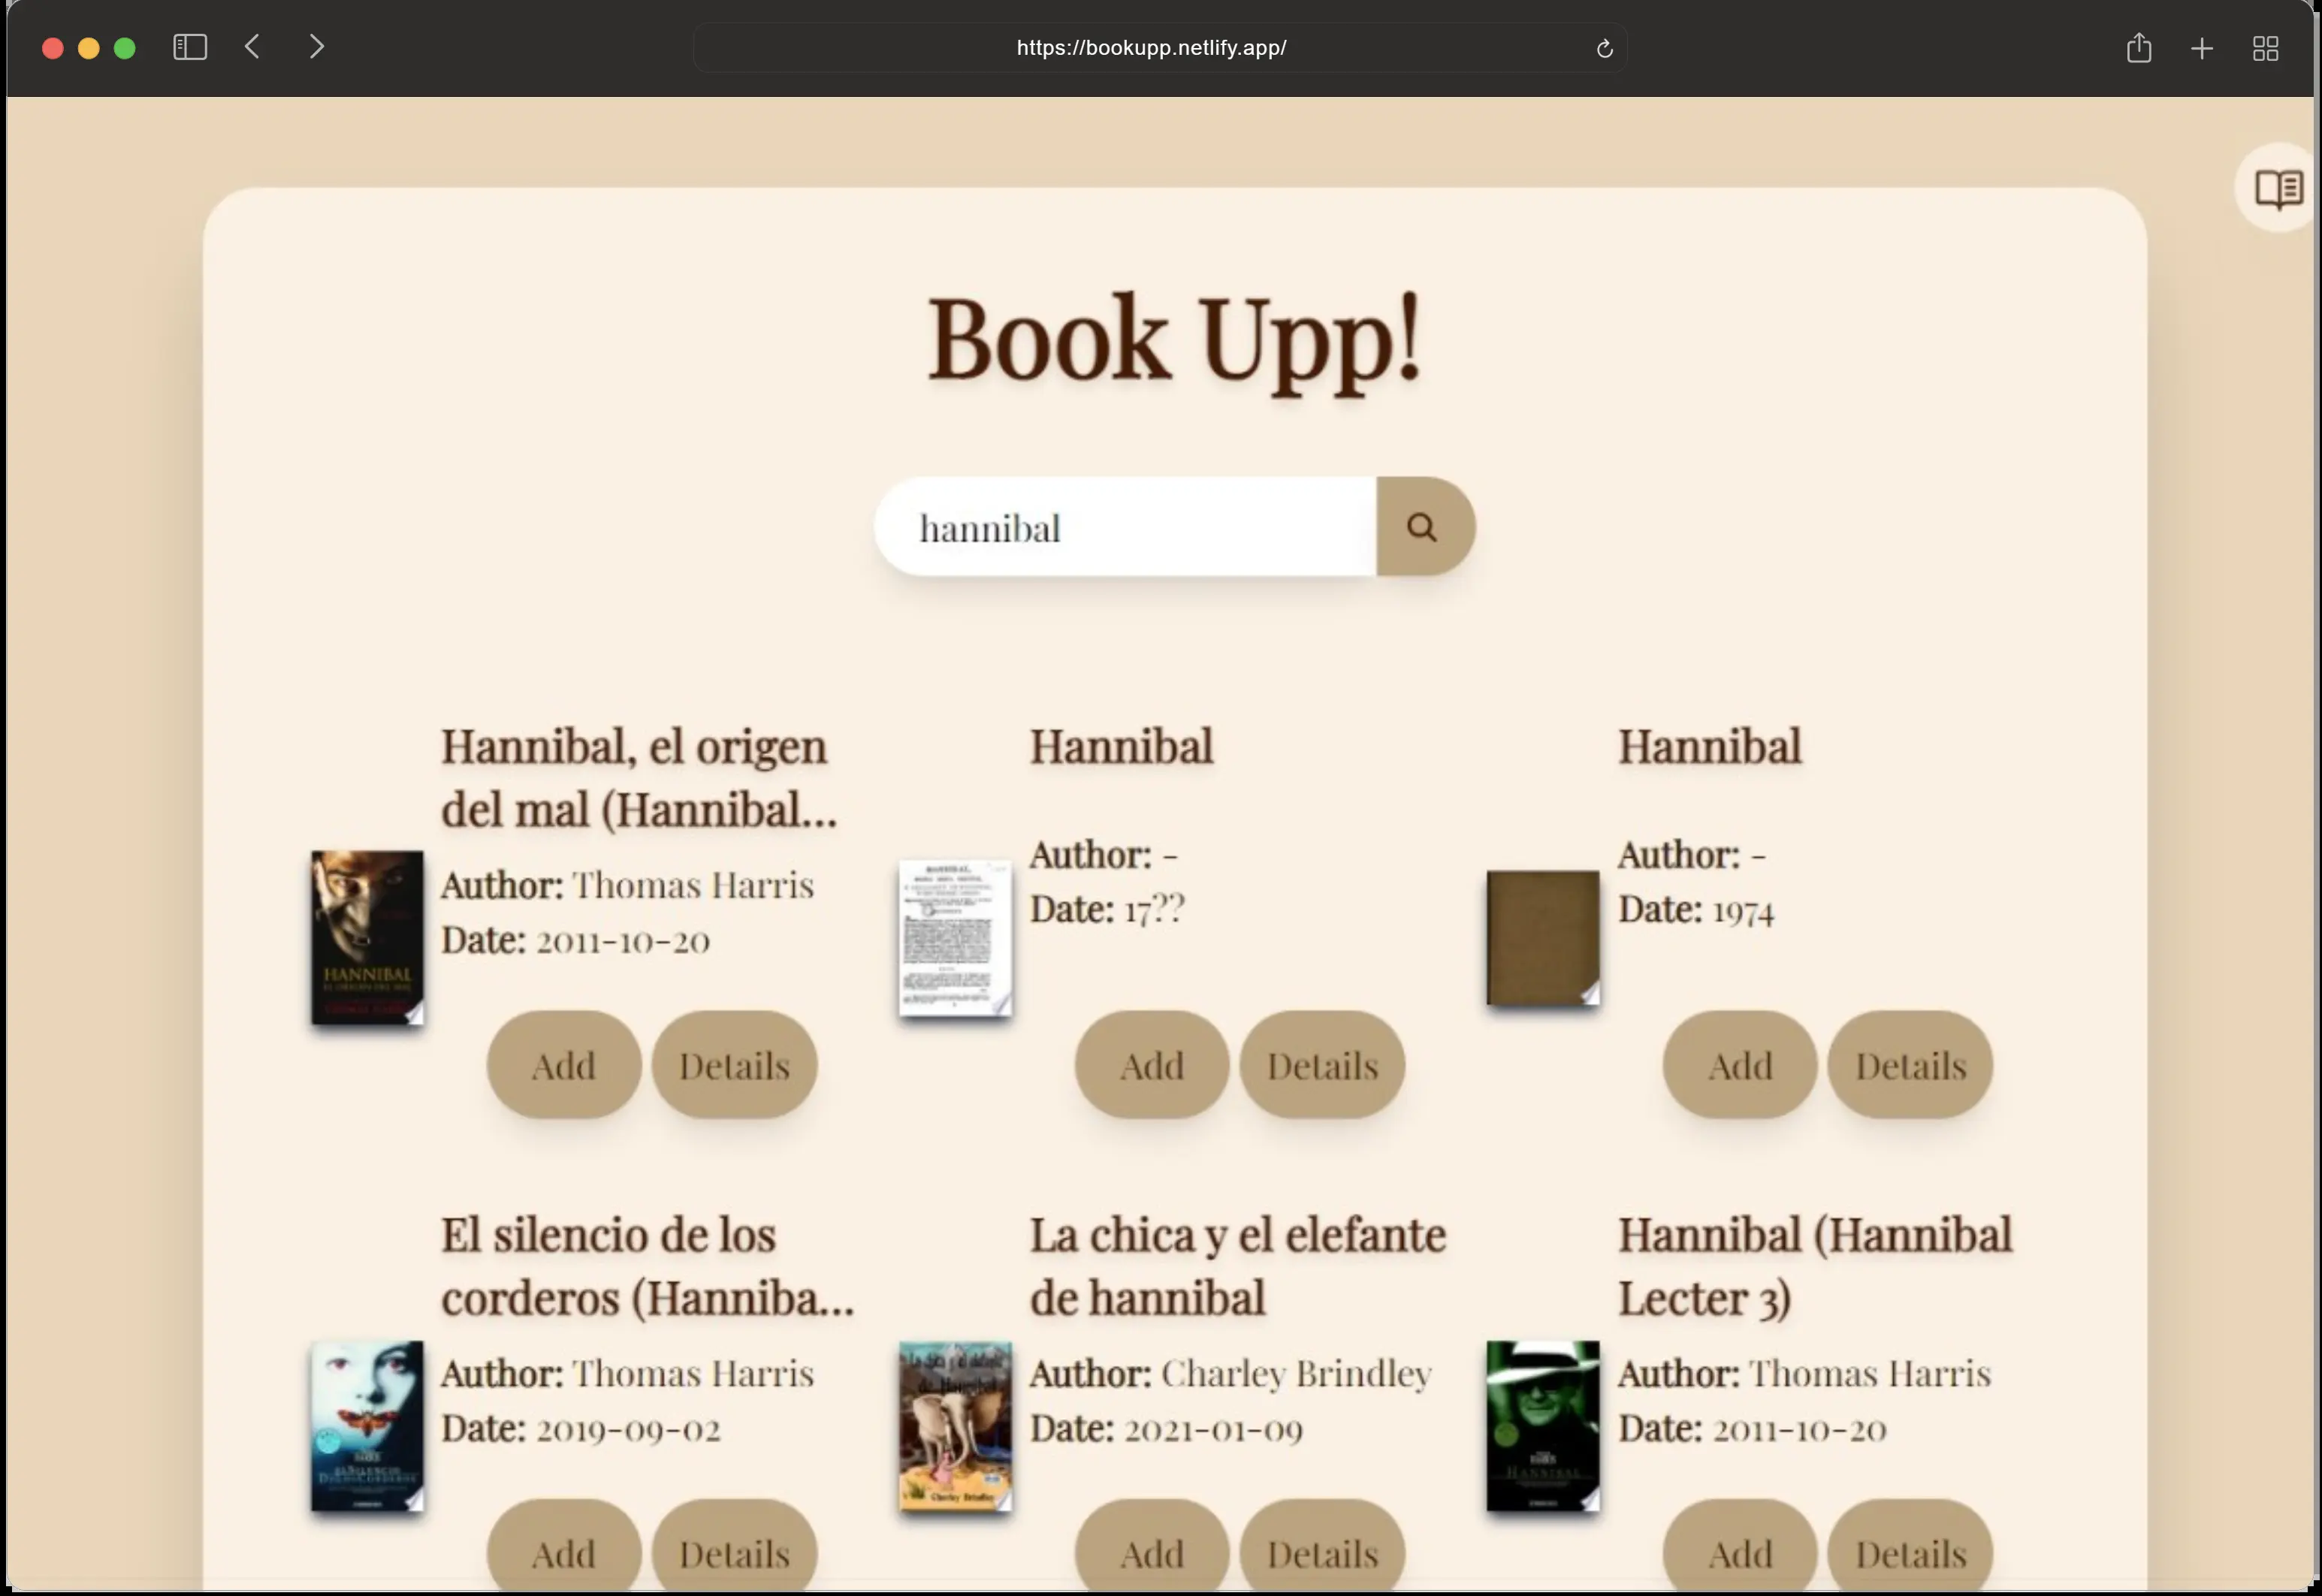 https://bookupp.netlify.app/
Book Upp!
hannibal
Hannibal, el origen
del mal (Hannibal...
Author: Thomas Harris
Date: 2011-10-20
HANNIBAL
Add
Details
Hannibal
Author: -
Date: 17??
Add
Details
Hannibal
Author: -
Date: 1974
Add
Details
El silencio de los
corderos (Hanniba...
Author: Thomas Harris
Date: 2019-09-02
Add
Details
La chica y el elefante
de hannibal
Author: Charley Brindley
Date: 2021-01-09
Charley Brindley
Add
Details
Hannibal (Hannibal
Lecter 3)
Author: Thomas Harris
Date: 2011-10-20
HANNIBAL
Add
Details